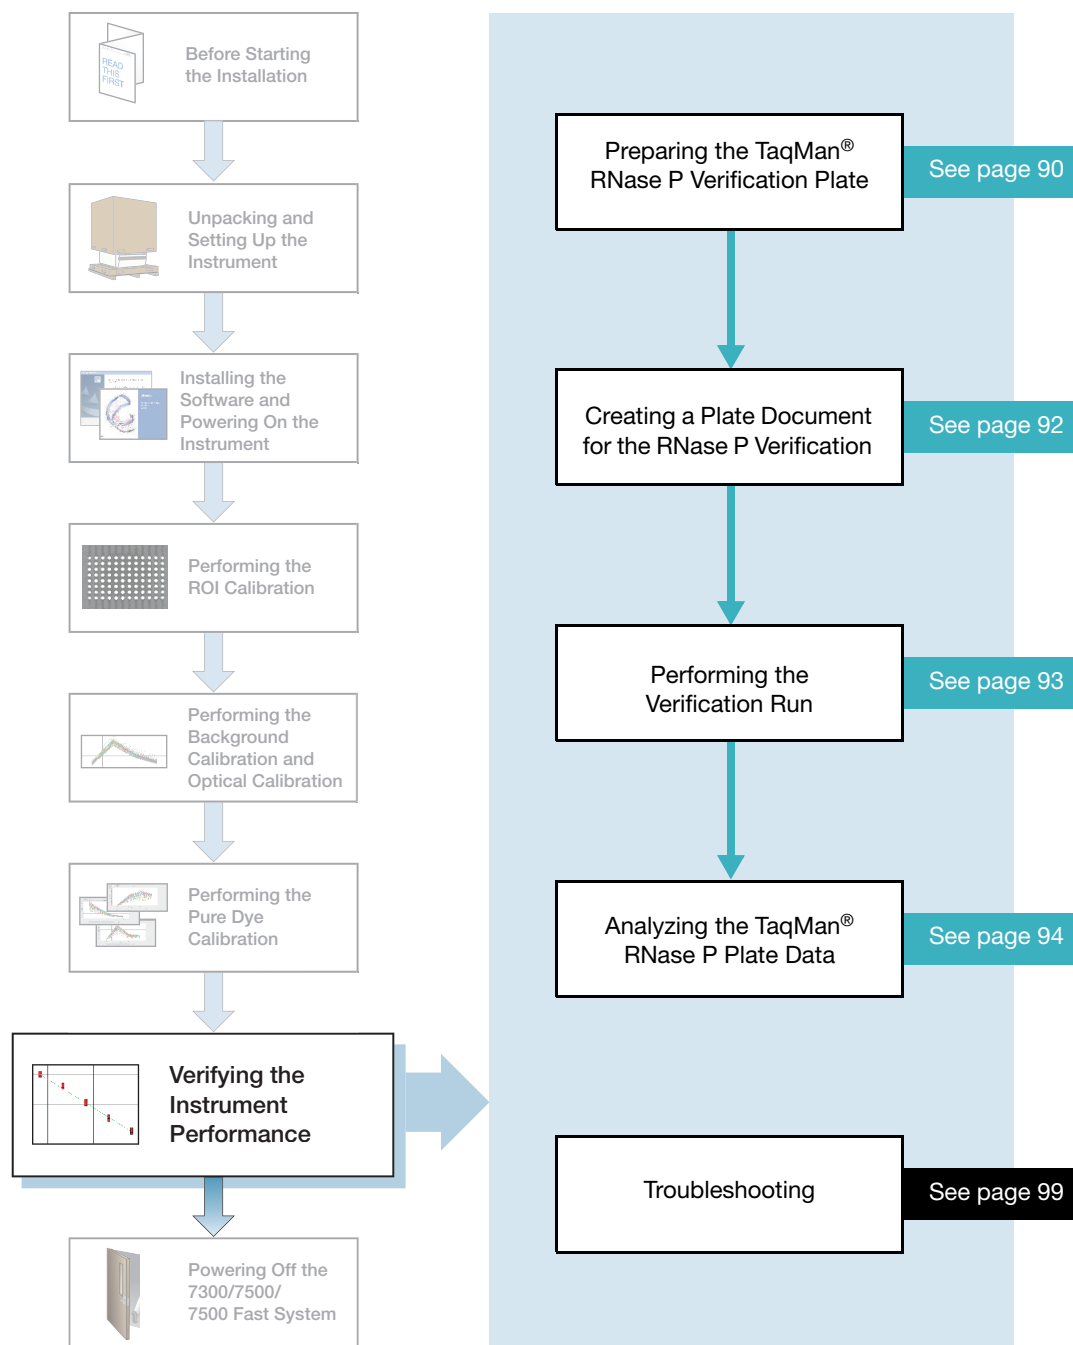 READ
THIS
FIRST
Before Starting
the Installation
Unpacking and
Setting Up the
Instrument
Installing the
Software and
Powering On the
Instrument
Performing the
ROI Calibration
Performing the
Background
Calibration and
Optical Calibration
Performing the
Pure Dye
Calibration
Verifying the
Instrument
Performance
Powering Off the
7300/7500/
7500 Fast System
Preparing the TaqMan®
RNase P Verification Plate
See page 90
Creating a Plate Document
for the RNase P Verification
See page 92
Performing the
Verification Run
See page 93
Analyzing the TaqMan®
RNase P Plate Data
See page 94
Troubleshooting
See page 99